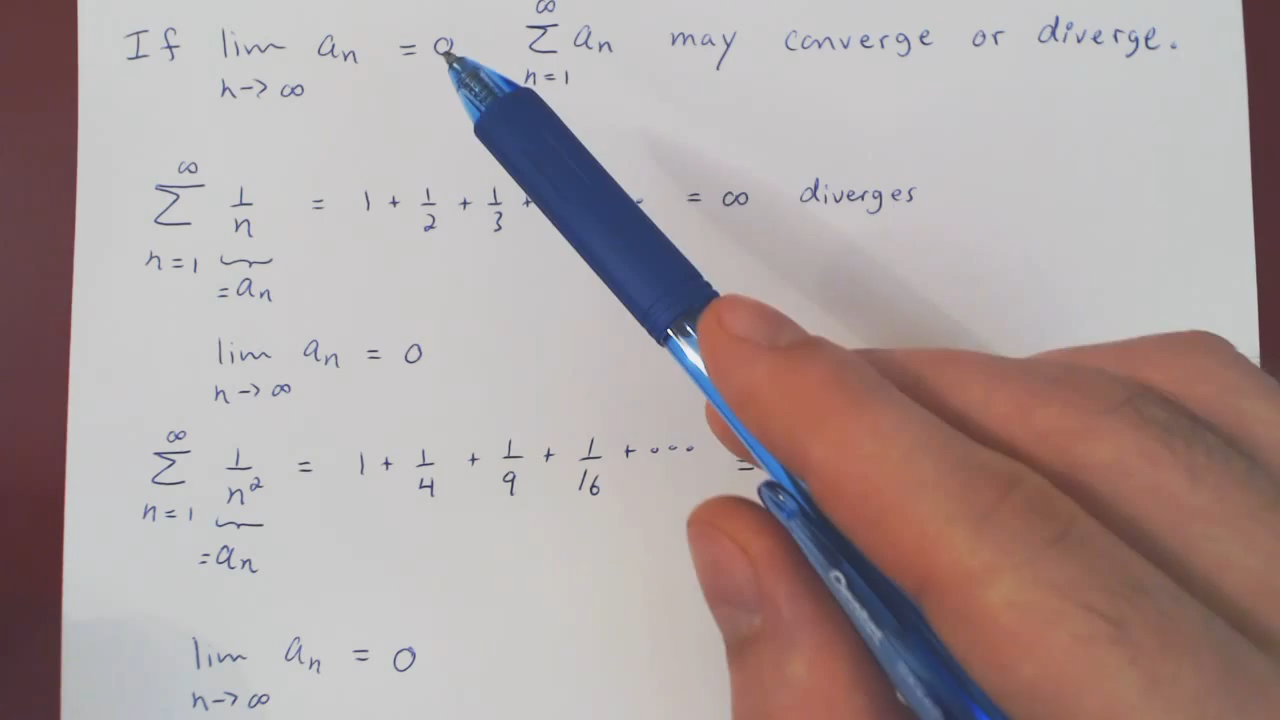 If lim an = 0 ∞ Σ an may converge or diverge.
n→∞ n=1
∞ Σ 1/n = 1 + 1/2 + 1/3 + · = ∞ diverges
n=1 = an
lim an = 0
n→∞
∞ Σ 1/n² = 1 + 1/4 + 1/9 + 1/16 + ··· =
n=1 = an
lim an = 0
n→∞